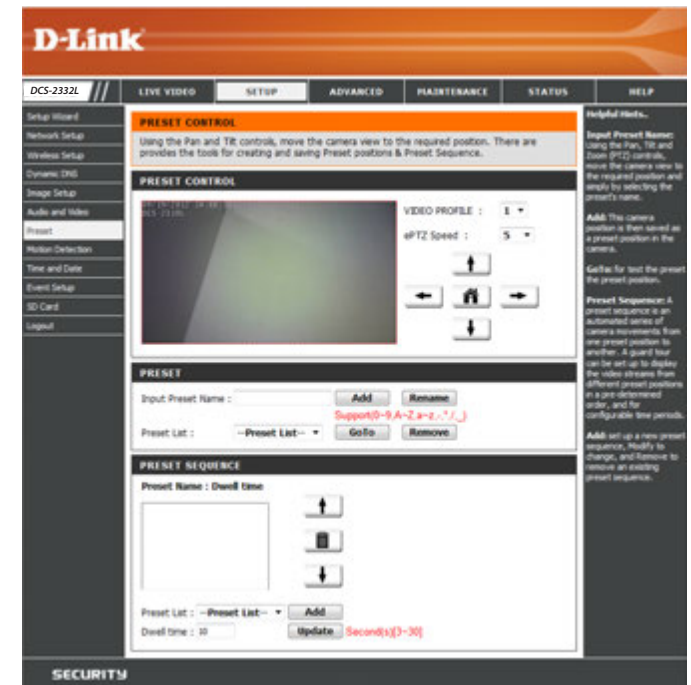 D-Link
DCS-2332L
LIVE VIDEO
SETUP
ADVANCED
MAINTENANCE
STATUS
HELP
Setup Wizard
Network Setup
Wireless Setup
Dynamic DNS
Image Setup
Audio and Video
Preset
Motion Detection
Time and Date
Event Setup
SD Card
Logout
PRESET CONTROL
Using the Pan and Tilt controls, move the camera view to the required position. There are
provides the tools for creating and saving Preset positions & Preset Sequence.
PRESET CONTROL
VIDEO PROFILE : 1
ePTZ Speed : 5
PRESET
Input Preset Name : Add Rename
Support(0~9,A~Z,a~z,-,*,/,_)
Preset List : --Preset List-- GoTo Remove
PRESET SEQUENCE
Preset Name : Dwell time
Preset List : --Preset List-- Add
Dwell time : 10 Update Second(s)[3~30]
Helpful Hints..
Input Preset Name:
Using the Pan, Tilt and
Zoom (PTZ) controls,
move the camera view to
the required position and
simply by selecting the
preset's name.
Add: This camera
position is then saved as
a preset position in the
camera.
GoTo: for test the preset
the preset position.
Preset Sequence: A
preset sequence is an
automated series of
camera movements from
one preset position to
another. A guard tour
can be set up to display
the video streams from
different preset positions
in a pre-determined
order, and for
configurable time periods.
Add: set up a new preset
sequence, Modify to
change, and Remove to
remove an existing
preset sequence.
SECURITY